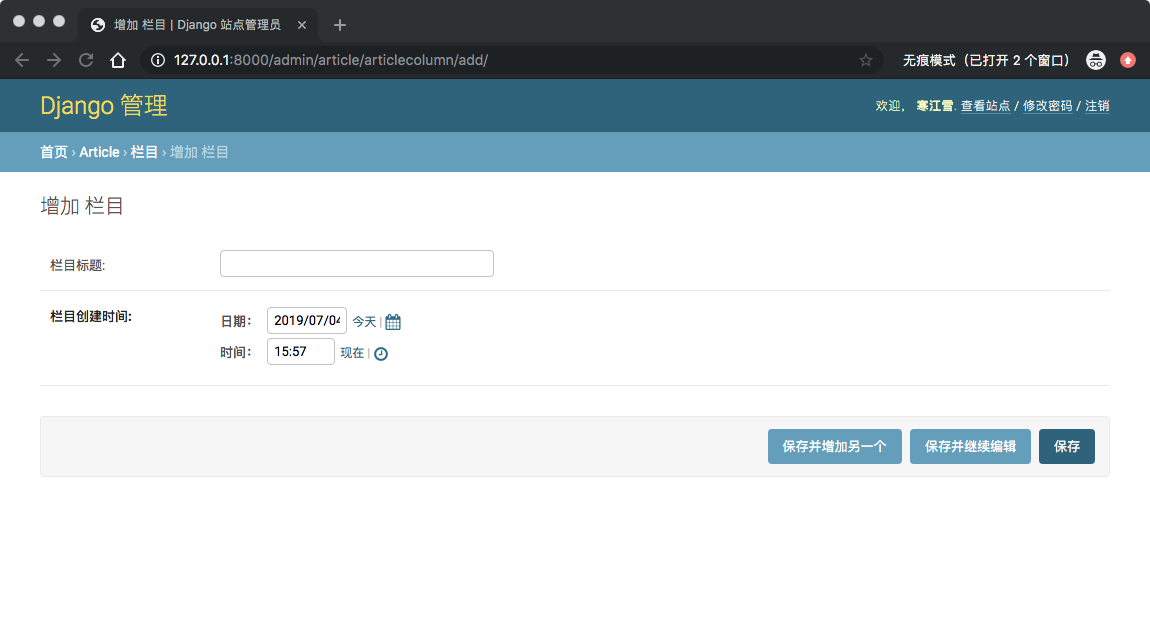 增加 栏目 | Django 站点管理员
127.0.0.1:8000/admin/article/articlecolumn/add/
无痕模式（已打开 2 个窗口）
Django 管理
欢迎， 寒江雪. 查看站点 / 修改密码 / 注销
首页 › Article › 栏目 › 增加 栏目
增加 栏目
栏目标题:
栏目创建时间:
日期： 2019/07/04 今天 |
时间： 15:57 现在 |
保存并增加另一个 保存并继续编辑 保存